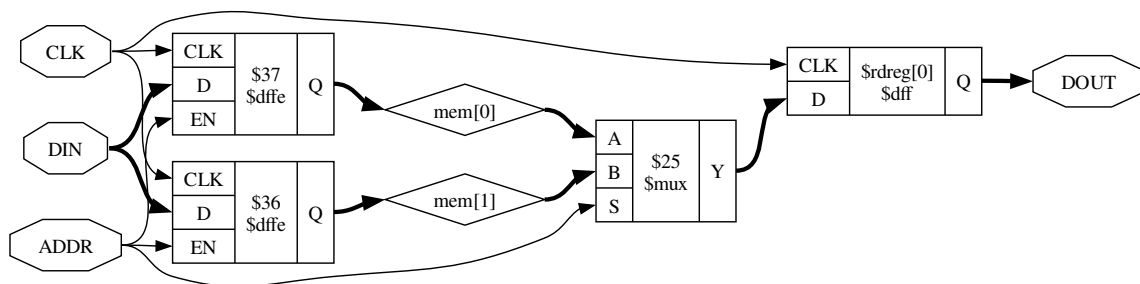 CLK
DIN
ADDR
CLK
D
EN
$37
$dffe
Q
CLK
D
EN
$36
$dffe
Q
mem[0]
mem[1]
A
B
S
$25
$mux
Y
CLK
D
$rdreg[0]
$dff
Q
DOUT